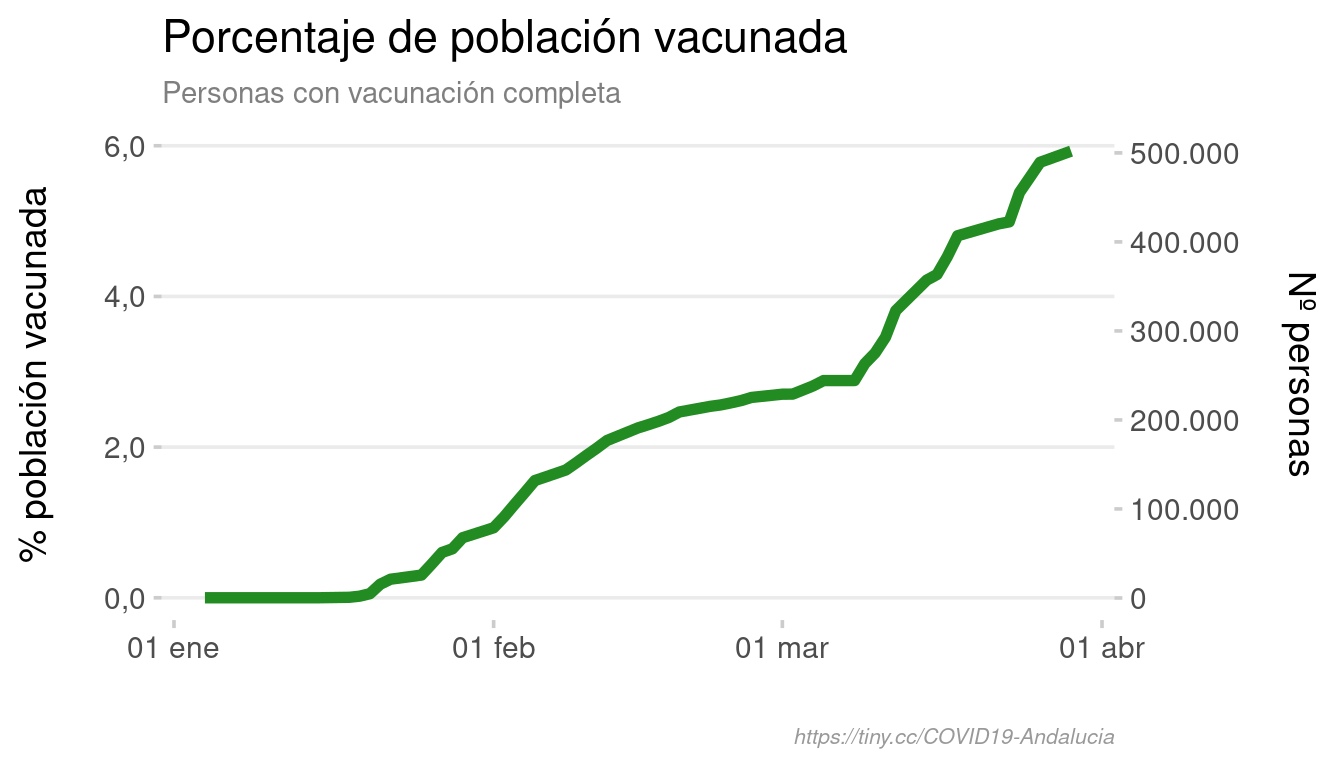 Porcentaje de población vacunada
Personas con vacunación completa
% población vacunada
6,0
4,0
2,0
0,0
500.000
400.000
300.000
200.000
100.000
0
Nº personas
01 ene
01 feb
01 mar
01 abr
https://tiny.cc/COVID19-Andalucia